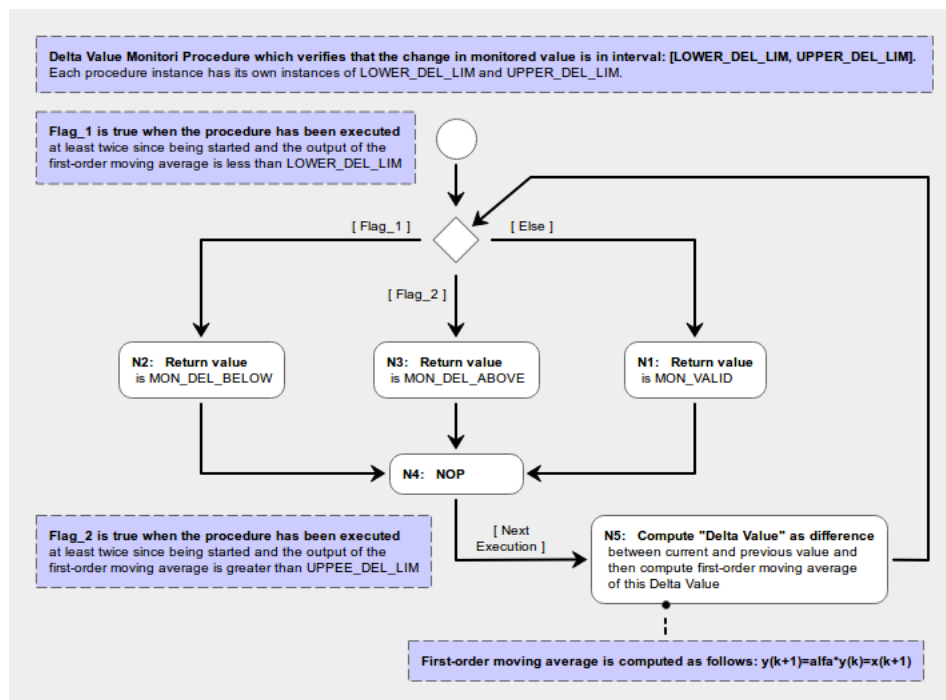 Delta Value Monitori Procedure which verifies that the change in monitored value is in interval: [LOWER_DEL_LIM, UPPER_DEL_LIM].
Each procedure instance has its own instances of LOWER_DEL_LIM and UPPER_DEL_LIM.
Flag_1 is true when the procedure has been executed
at least twice since being started and the output of the
first-order moving average is less than LOWER_DEL_LIM
[ Flag_1 ]
[ Else ]
[ Flag_2 ]
N2: Return value
is MON_DEL_BELOW
N3: Return value
is MON_DEL_ABOVE
N1: Return value
is MON_VALID
N4: NOP
Flag_2 is true when the procedure has been executed
at least twice since being started and the output of the
first-order moving average is greater than UPPEE_DEL_LIM
[ Next
Execution ]
N5: Compute "Delta Value" as difference
between current and previous value and
then compute first-order moving average
of this Delta Value
First-order moving average is computed as follows: y(k+1)=alfa*y(k)=x(k+1)